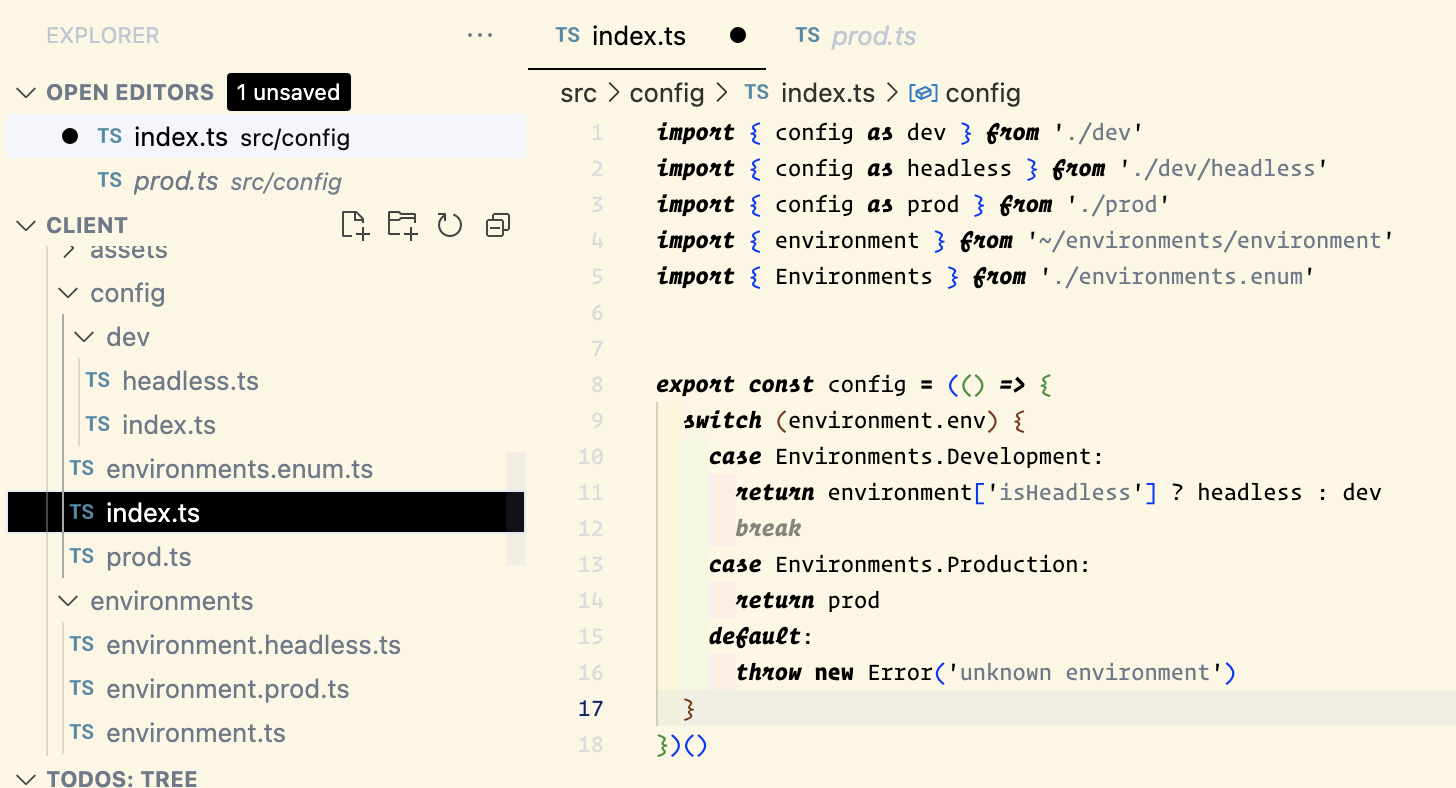 EXPLORER ...
OPEN EDITORS 1 unsaved
TS index.ts src/config
TS prod.ts src/config
CLIENT
assets
config
dev
TS headless.ts
TS index.ts
TS environments.enum.ts
TS index.ts
TS prod.ts
environments
TS environment.headless.ts
TS environment.prod.ts
TS environment.ts
TODOS: TREE
TS index.ts TS prod.ts
src > config > TS index.ts > config
1 import { config as dev } from './dev'
2 import { config as headless } from './dev/headless'
3 import { config as prod } from './prod'
4 import { environment } from '~/environments/environment'
5 import { Environments } from './environments.enum'
6
7
8 export const config = (() => {
9 switch (environment.env) {
10 case Environments.Development:
11 return environment['isHeadless'] ? headless : dev
12 break
13 case Environments.Production:
14 return prod
15 default:
16 throw new Error('unknown environment')
17 }
18 })()